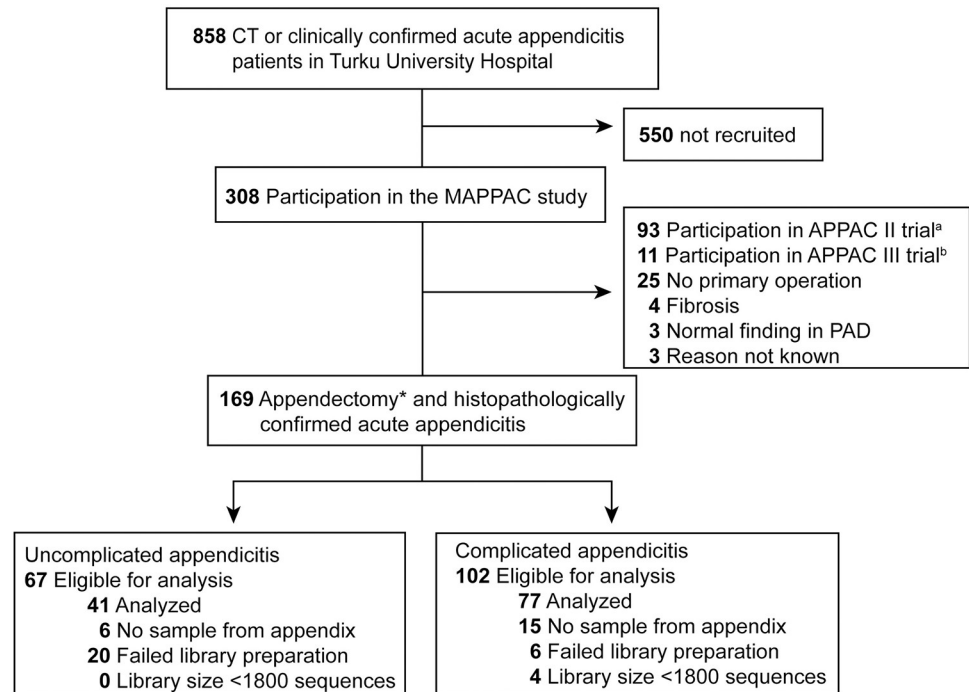 858 CT or clinically confirmed acute appendicitis
patients in Turku University Hospital
550 not recruited
308 Participation in the MAPPAC study
93 Participation in APPAC II trialᵃ
11 Participation in APPAC III trialᵇ
25 No primary operation
4 Fibrosis
3 Normal finding in PAD
3 Reason not known
169 Appendectomy* and histopathologically
confirmed acute appendicitis
Uncomplicated appendicitis
67 Eligible for analysis
41 Analyzed
6 No sample from appendix
20 Failed library preparation
0 Library size <1800 sequences
Complicated appendicitis
102 Eligible for analysis
77 Analyzed
15 No sample from appendix
6 Failed library preparation
4 Library size <1800 sequences